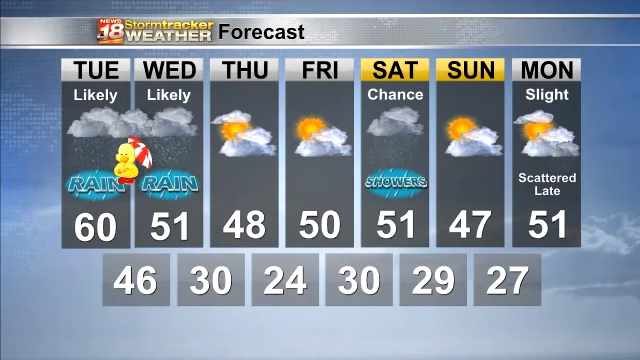 NEWS
18
Stormtracker
WEATHER
Forecast
TUE WED THU FRI SAT SUN MON
Likely Likely Chance Slight
RAIN RAIN SHOWERS Scattered
Late
60 51 48 50 51 47 51
46 30 24 30 29 27